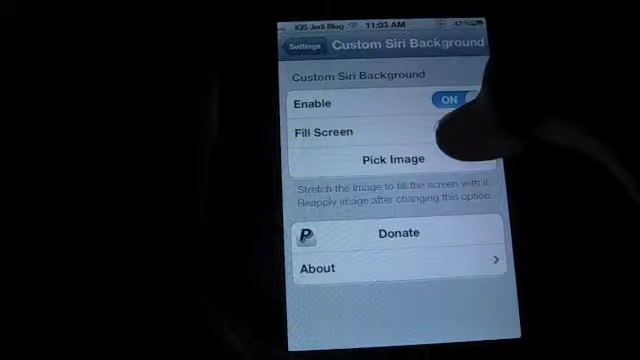 iOS Jedi Blog 11:03 AM 43%
Settings Custom Siri Background
Custom Siri Background
Enable ON
Fill Screen
Pick Image
Stretch the image to fill the screen with it.
Reapply image after changing this option.
Donate
About